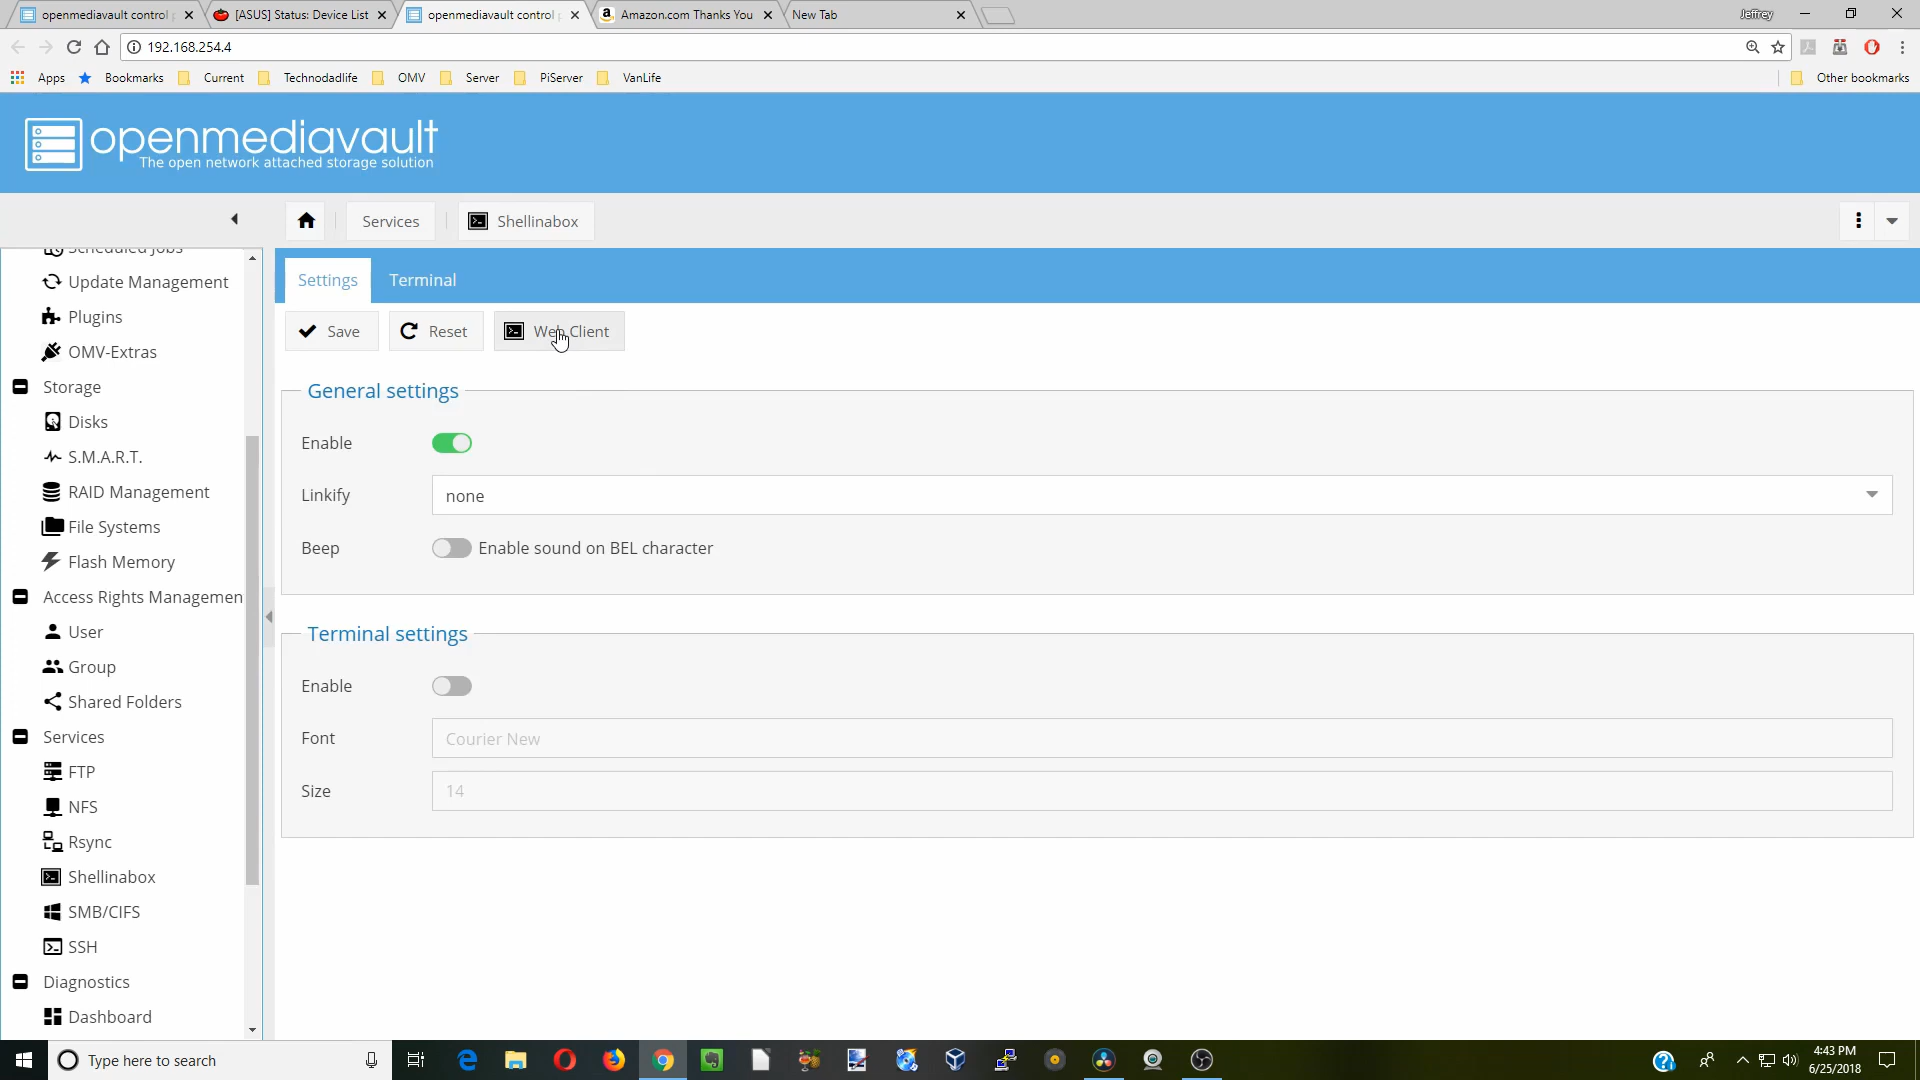 openmediavault control p
[ASUS] Status: Device List
openmediavault control p
Amazon.com Thanks You
New Tab
Jeffrey
192.168.254.4
Apps
Bookmarks
Current
Technodadlife
OMV
Server
PiServer
VanLife
Other bookmarks
openmediavault
The open network attached storage solution
Services
Shellinabox
Scheduled Jobs
Update Management
Plugins
OMV-Extras
Storage
Disks
S.M.A.R.T.
RAID Management
File Systems
Flash Memory
Access Rights Managemen
User
Group
Shared Folders
Services
FTP
NFS
Rsync
Shellinabox
SMB/CIFS
SSH
Diagnostics
Dashboard
Settings
Terminal
Save
Reset
Web Client
General settings
Enable
Linkify
none
Beep
Enable sound on BEL character
Terminal settings
Enable
Font
Courier New
Size
14
Type here to search
4:43 PM
6/25/2018